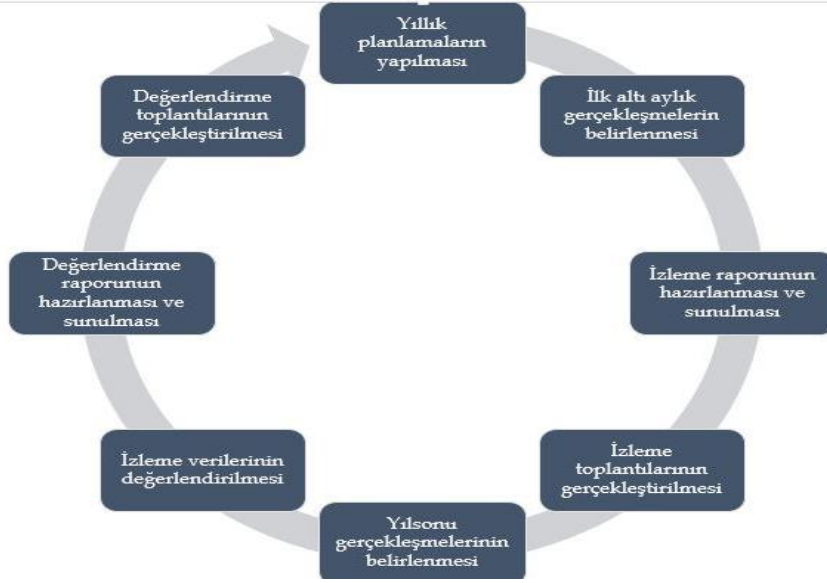 Yıllık
planlamaların
yapılması
İlk altı aylık
gerçekleşmelerin
belirlenmesi
İzleme raporunun
hazırlanması ve
sunulması
İzleme
toplantılarının
gerçekleştirilmesi
Yılsonu
gerçekleşmelerinin
belirlenmesi
İzleme verilerinin
değerlendirilmesi
Değerlendirme
raporunun
hazırlanması ve
sunulması
Değerlendirme
toplantılarının
gerçekleştirilmesi